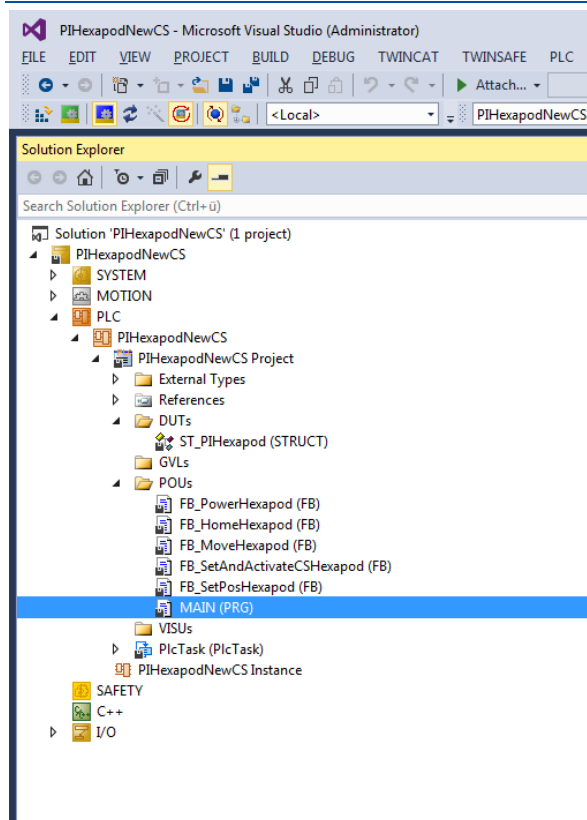 PIHexapodNewCS - Microsoft Visual Studio (Administrator)
FILE EDIT VIEW PROJECT BUILD DEBUG TWINCAT TWINSAFE PLC
Attach...
<Local> PIHexapodNewCS
Solution Explorer
Search Solution Explorer (Ctrl+ü)
Solution 'PIHexapodNewCS' (1 project)
PIHexapodNewCS
SYSTEM
MOTION
PLC
PIHexapodNewCS
PIHexapodNewCS Project
External Types
References
DUTs
ST_PIHexapod (STRUCT)
GVLs
POUs
FB_PowerHexapod (FB)
FB_HomeHexapod (FB)
FB_MoveHexapod (FB)
FB_SetAndActivateCSHexapod (FB)
FB_SetPosHexapod (FB)
MAIN (PRG)
VISUs
PlcTask (PlcTask)
PIHexapodNewCS Instance
SAFETY
C++
I/O